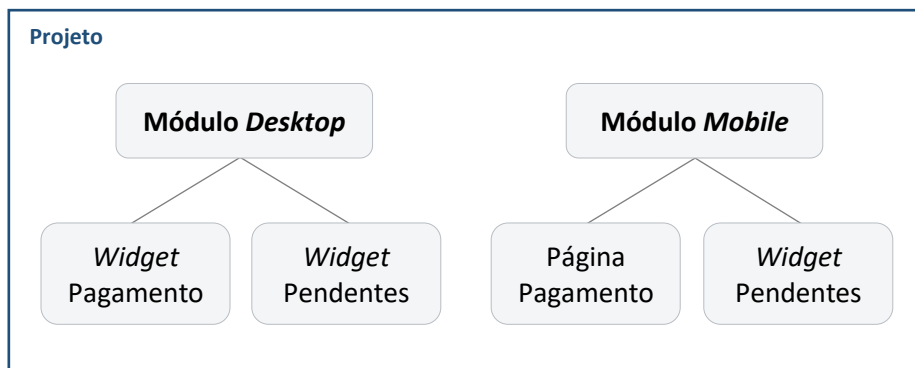 Projeto
Módulo Desktop
Módulo Mobile
Widget
Pagamento
Widget
Pendentes
Página
Pagamento
Widget
Pendentes